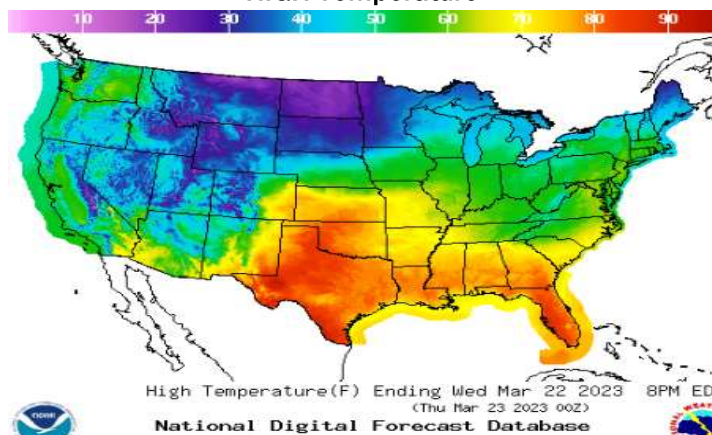 10 20 30 40 50 60 70 80 90
High Temperature(F) Ending Wed Mar 22 2023 8PM ED
(Thu Mar 23 2023 00Z)
National Digital Forecast Database